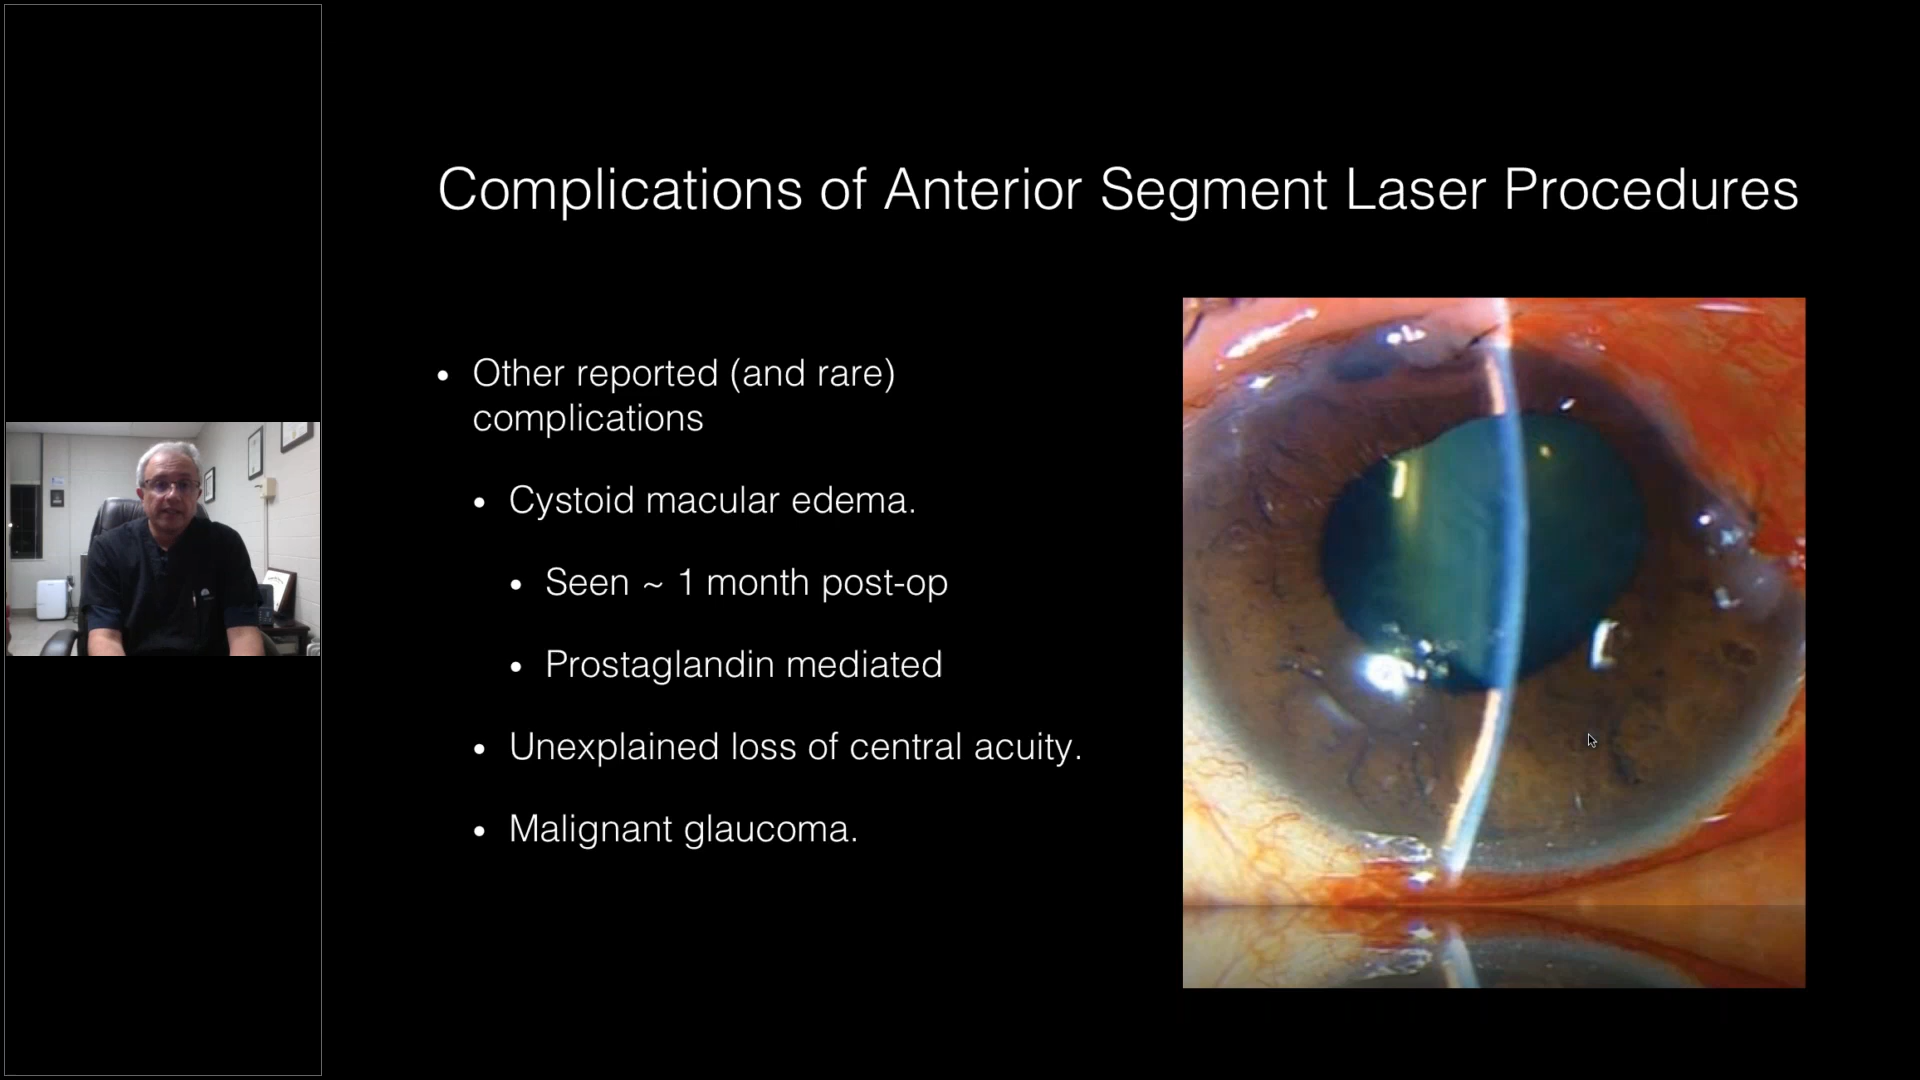 Complications of Anterior Segment Laser Procedures
• Other reported (and rare)
complications
• Cystoid macular edema.
• Seen ~ 1 month post-op
• Prostaglandin mediated
• Unexplained loss of central acuity.
• Malignant glaucoma.